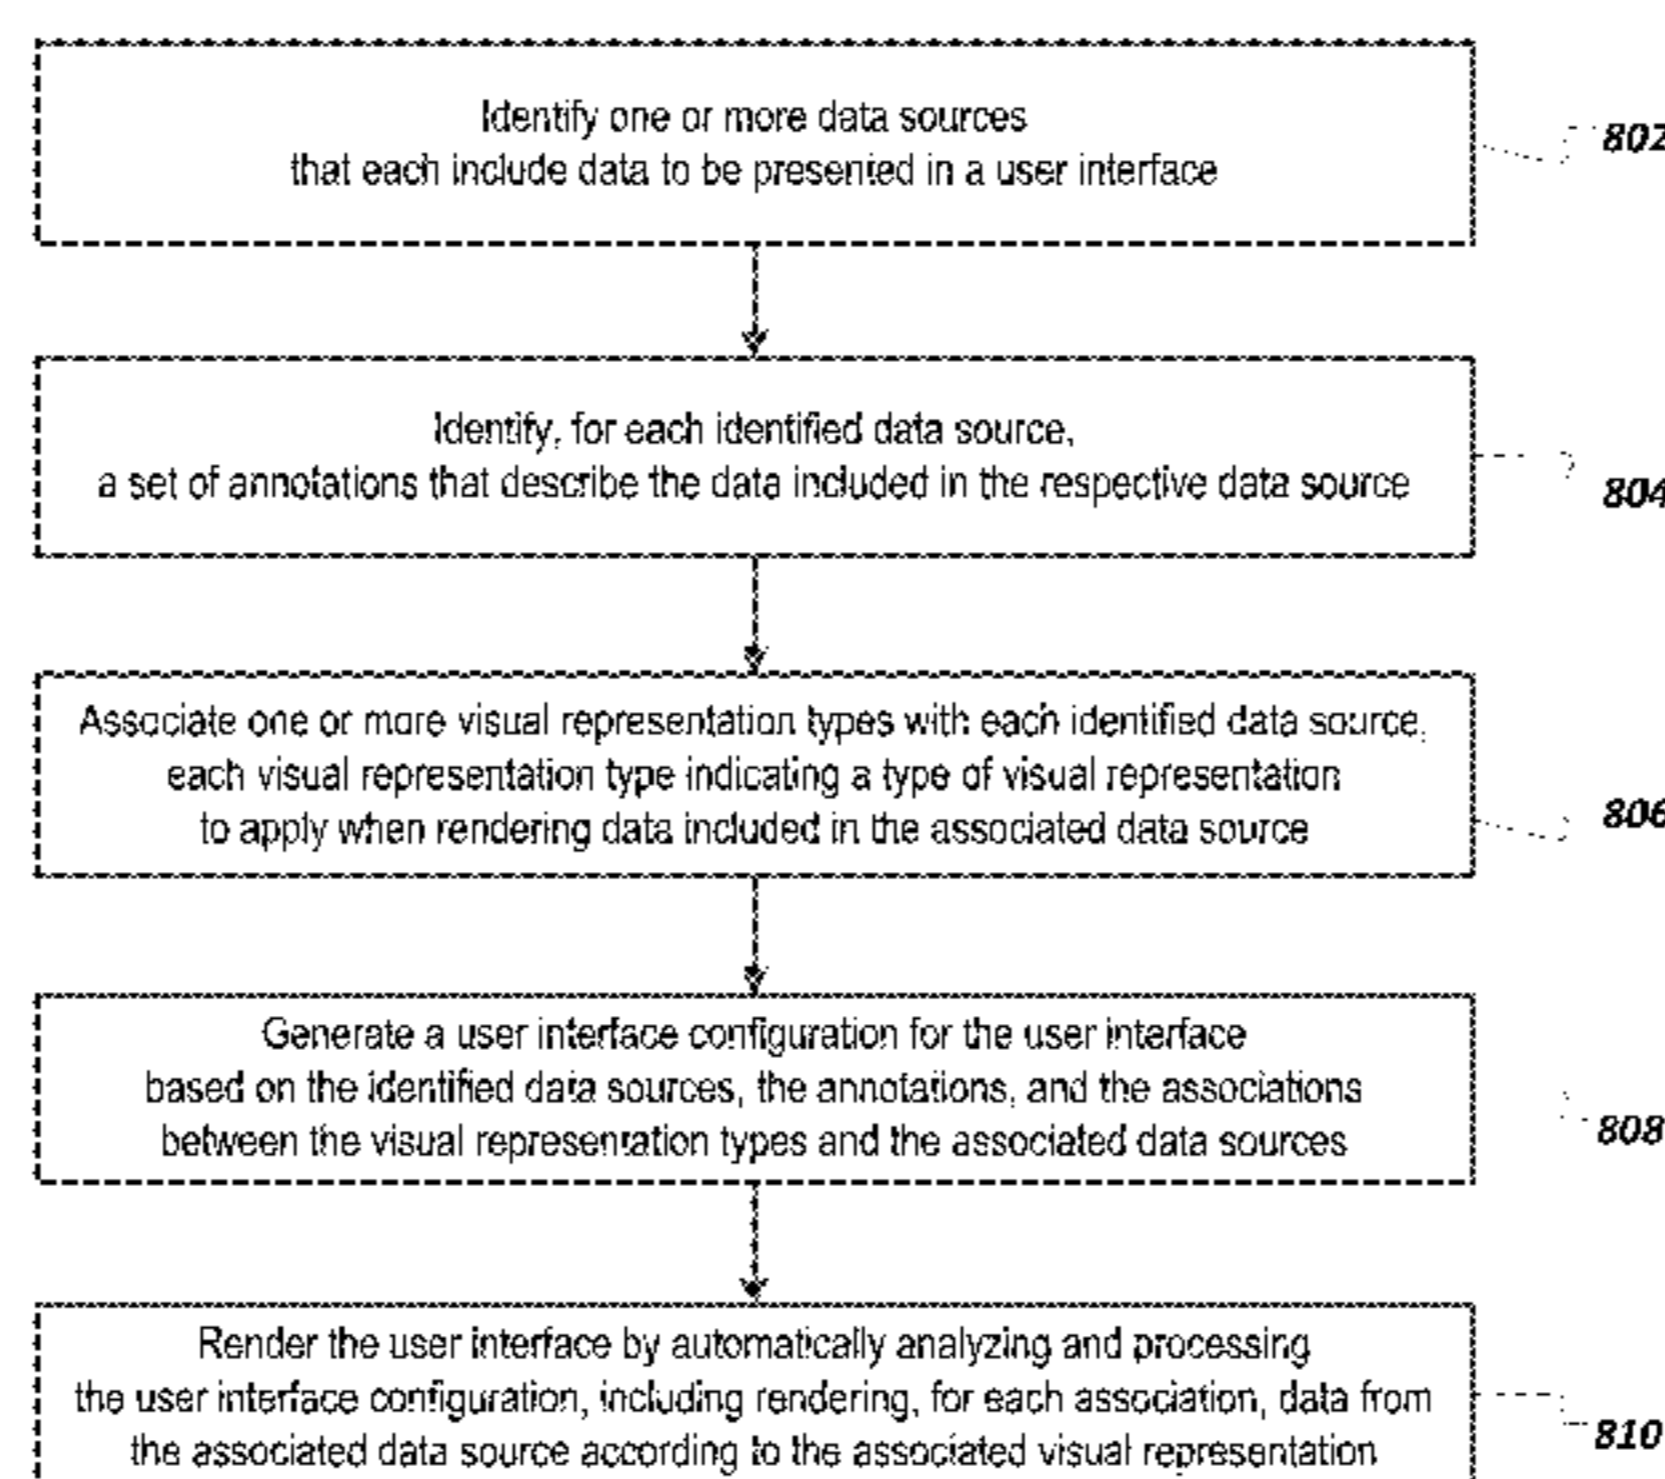 Identify one or more data sources
that each include data to be presented in a user interface
802
Identify, for each identified data source,
a set of annotations that describe the data included in the respective data source
804
Associate one or more visual representation types with each identified data source,
each visual representation type indicating a type of visual representation
to apply when rendering data included in the associated data source
806
Generate a user interface configuration for the user interface
based on the identified data sources, the annotations, and the associations
between the visual representation types and the associated data sources
808
Render the user interface by automatically analyzing and processing
the user interface configuration, including rendering, for each association, data from
the associated data source according to the associated visual representation
810